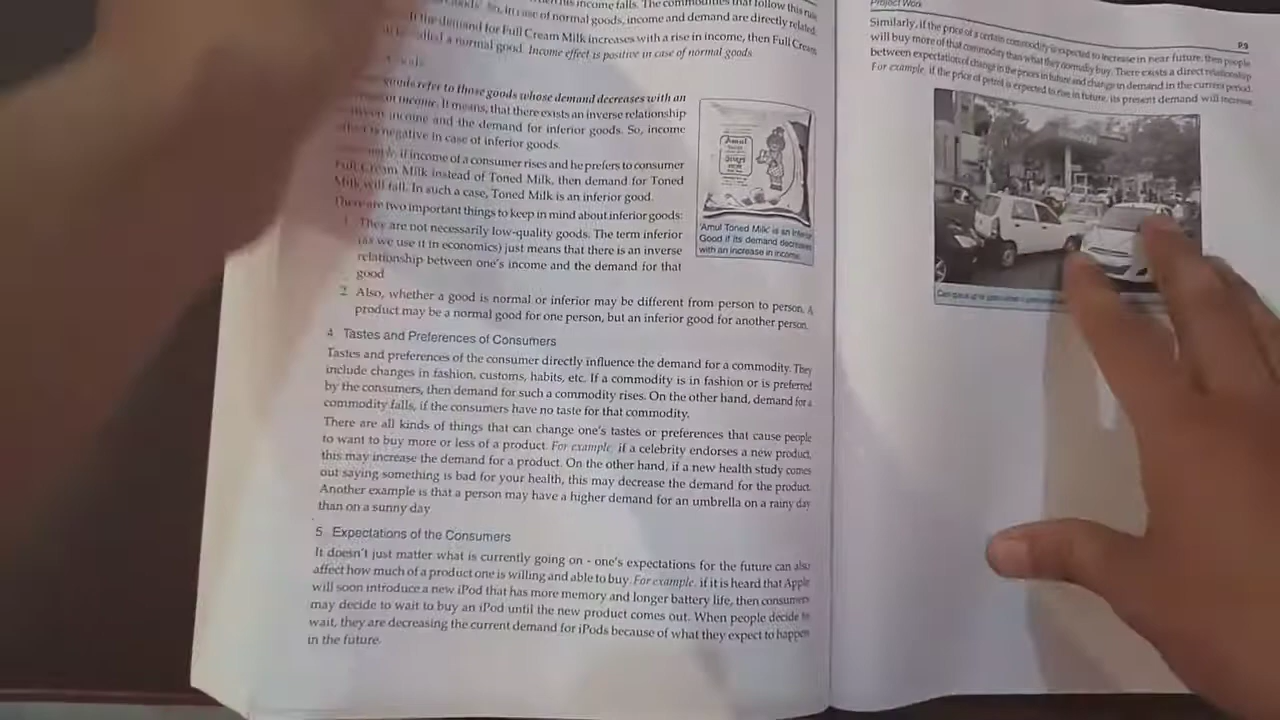 his income falls. The commodities that follow this rule
So, in case of normal goods, income and demand are directly related.
If the demand for Full Cream Milk increases with a rise in income, then Full Cream
called a normal good. Income effect is positive in case of normal goods.
goods refer to those goods whose demand decreases with an
income. It means, that there exists an inverse relationship
income and the demand for inferior goods. So, income
is negative in case of inferior goods.
if income of a consumer rises and he prefers to consumer
Full Cream Milk instead of Toned Milk, then demand for Toned
Milk will fall. In such a case, Toned Milk is an inferior good.
There are two important things to keep in mind about inferior goods:
1. They are not necessarily low-quality goods. The term inferior
(as we use it in economics) just means that there is an inverse
relationship between one's income and the demand for that
good.
2. Also, whether a good is normal or inferior may be different from person to person. A
product may be a normal good for one person, but an inferior good for another person.
Amul
'Amul Toned Milk' is an Inferior
Good if its demand decreases
with an increase in income.
4. Tastes and Preferences of Consumers
Tastes and preferences of the consumer directly influence the demand for a commodity. They
include changes in fashion, customs, habits, etc. If a commodity is in fashion or is preferred
by the consumers, then demand for such a commodity rises. On the other hand, demand for a
commodity falls, if the consumers have no taste for that commodity.
There are all kinds of things that can change one's tastes or preferences that cause people
to want to buy more or less of a product. For example, if a celebrity endorses a new product,
this may increase the demand for a product. On the other hand, if a new health study comes
out saying something is bad for your health, this may decrease the demand for the product.
Another example is that a person may have a higher demand for an umbrella on a rainy day
than on a sunny day.
5. Expectations of the Consumers
It doesn't just matter what is currently going on - one's expectations for the future can also
affect how much of a product one is willing and able to buy. For example, if it is heard that Apple
will soon introduce a new iPod that has more memory and longer battery life, then consumers
may decide to wait to buy an iPod until the new product comes out. When people decide to
wait, they are decreasing the current demand for iPods because of what they expect to happen
in the future.
Project Work
P.9
Similarly, if the price of a certain commodity is expected to increase in near future, then people
will buy more of that commodity than what they normally buy. There exists a direct relationship
between expectation of change in the prices in future and change in demand in the current period.
For example, if the price of petrol is expected to rise in future, its present demand will increase.